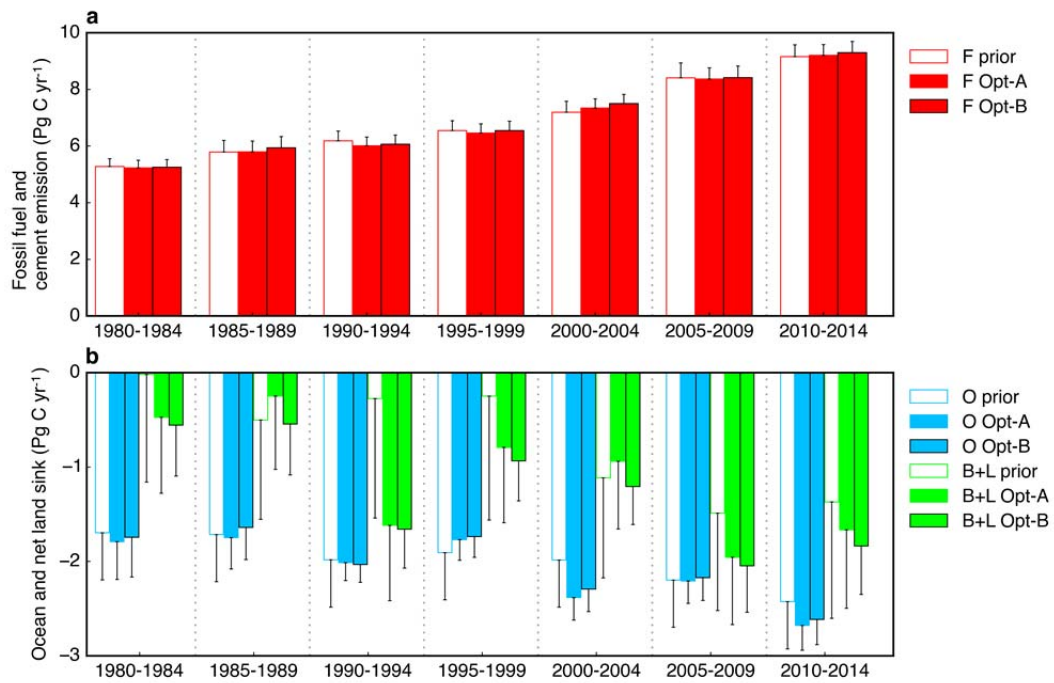 a
Fossil fuel and
cement emission (Pg C yr⁻¹)
10
8
6
4
2
0
1980-1984 1985-1989 1990-1994 1995-1999 2000-2004 2005-2009 2010-2014
F prior
F Opt-A
F Opt-B
b
Ocean and net land sink (Pg C yr⁻¹)
0
−1
−2
−3
1980-1984 1985-1989 1990-1994 1995-1999 2000-2004 2005-2009 2010-2014
O prior
O Opt-A
O Opt-B
B+L prior
B+L Opt-A
B+L Opt-B